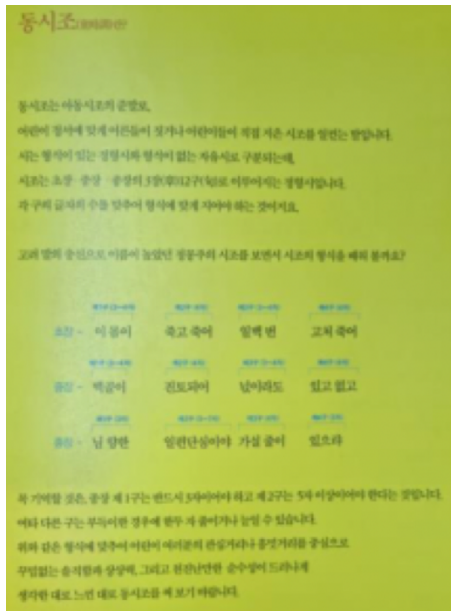 동시조(童時調)란?
동시조는 아동시조의 준말로,
어린이 정서에 맞게 어른들이 짓거나 어린이들이 직접 지은 시조를 일컫는 말입니다.
시는 형식이 있는 정형시와 형식이 없는 자유시로 구분되는데,
시조는 초장·중장·종장의 3장(章)12구(句)로 이루어지는 정형시입니다.
각 구의 글자의 수를 맞추어 형식에 맞게 지어야 하는 것이지요.
고려 말의 충신으로 이름이 높았던 정몽주의 시조를 보면서 시조의 형식을 배워 볼까요?
초장 - 이 몸이 죽고 죽어 일백 번 고쳐 죽어
중장 - 백골이 진토되어 넋이라도 있고 없고
종장 - 님 향한 일편단심이야 가실 줄이 있으랴
꼭 기억할 것은, 종장 제 1구는 반드시 3자이어야 하고 제 2구는 5자 이상이어야 한다는 것입니다.
여타 다른 구는 부득이한 경우에 한두 자 줄이거나 늘일 수 있습니다.
위와 같은 형식에 맞추어 어린이 여러분의 관심거리나 흥밋거리를 중심으로
꾸밈없는 솔직함과 상상력, 그리고 천진난만한 순수성이 드러나게
생각한 대로 느낀 대로 동시조를 써 보기 바랍니다.